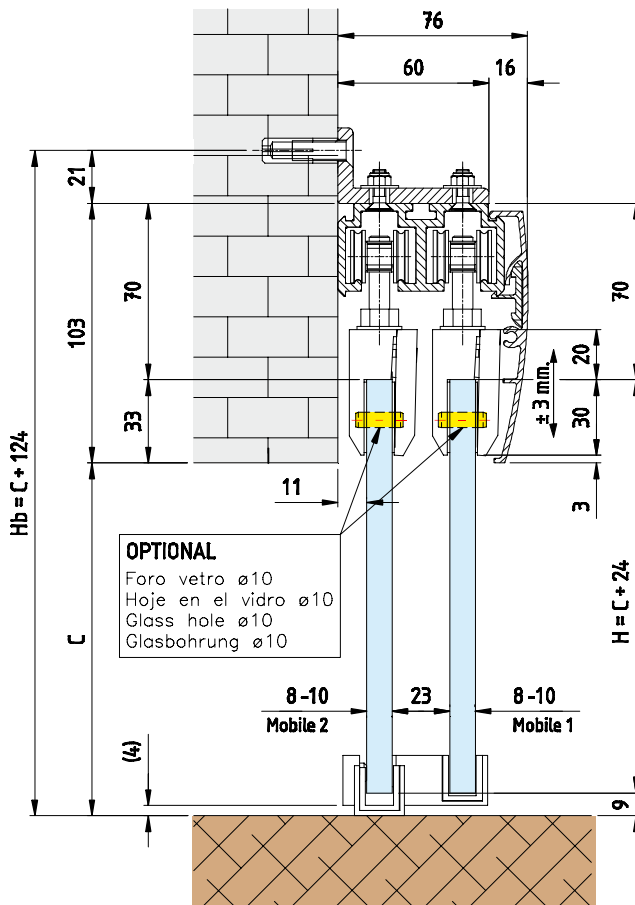 76
60
16
21
70
103
33
Hb = C + 124
70
20
± 3 mm.
30
3
11
OPTIONAL
Foro vetro ø10
Hoje en el vidro ø10
Glass hole ø10
Glasbohrung ø10
C
H = C + 24
8 -10
23
8 -10
Mobile 2
Mobile 1
(4)
9